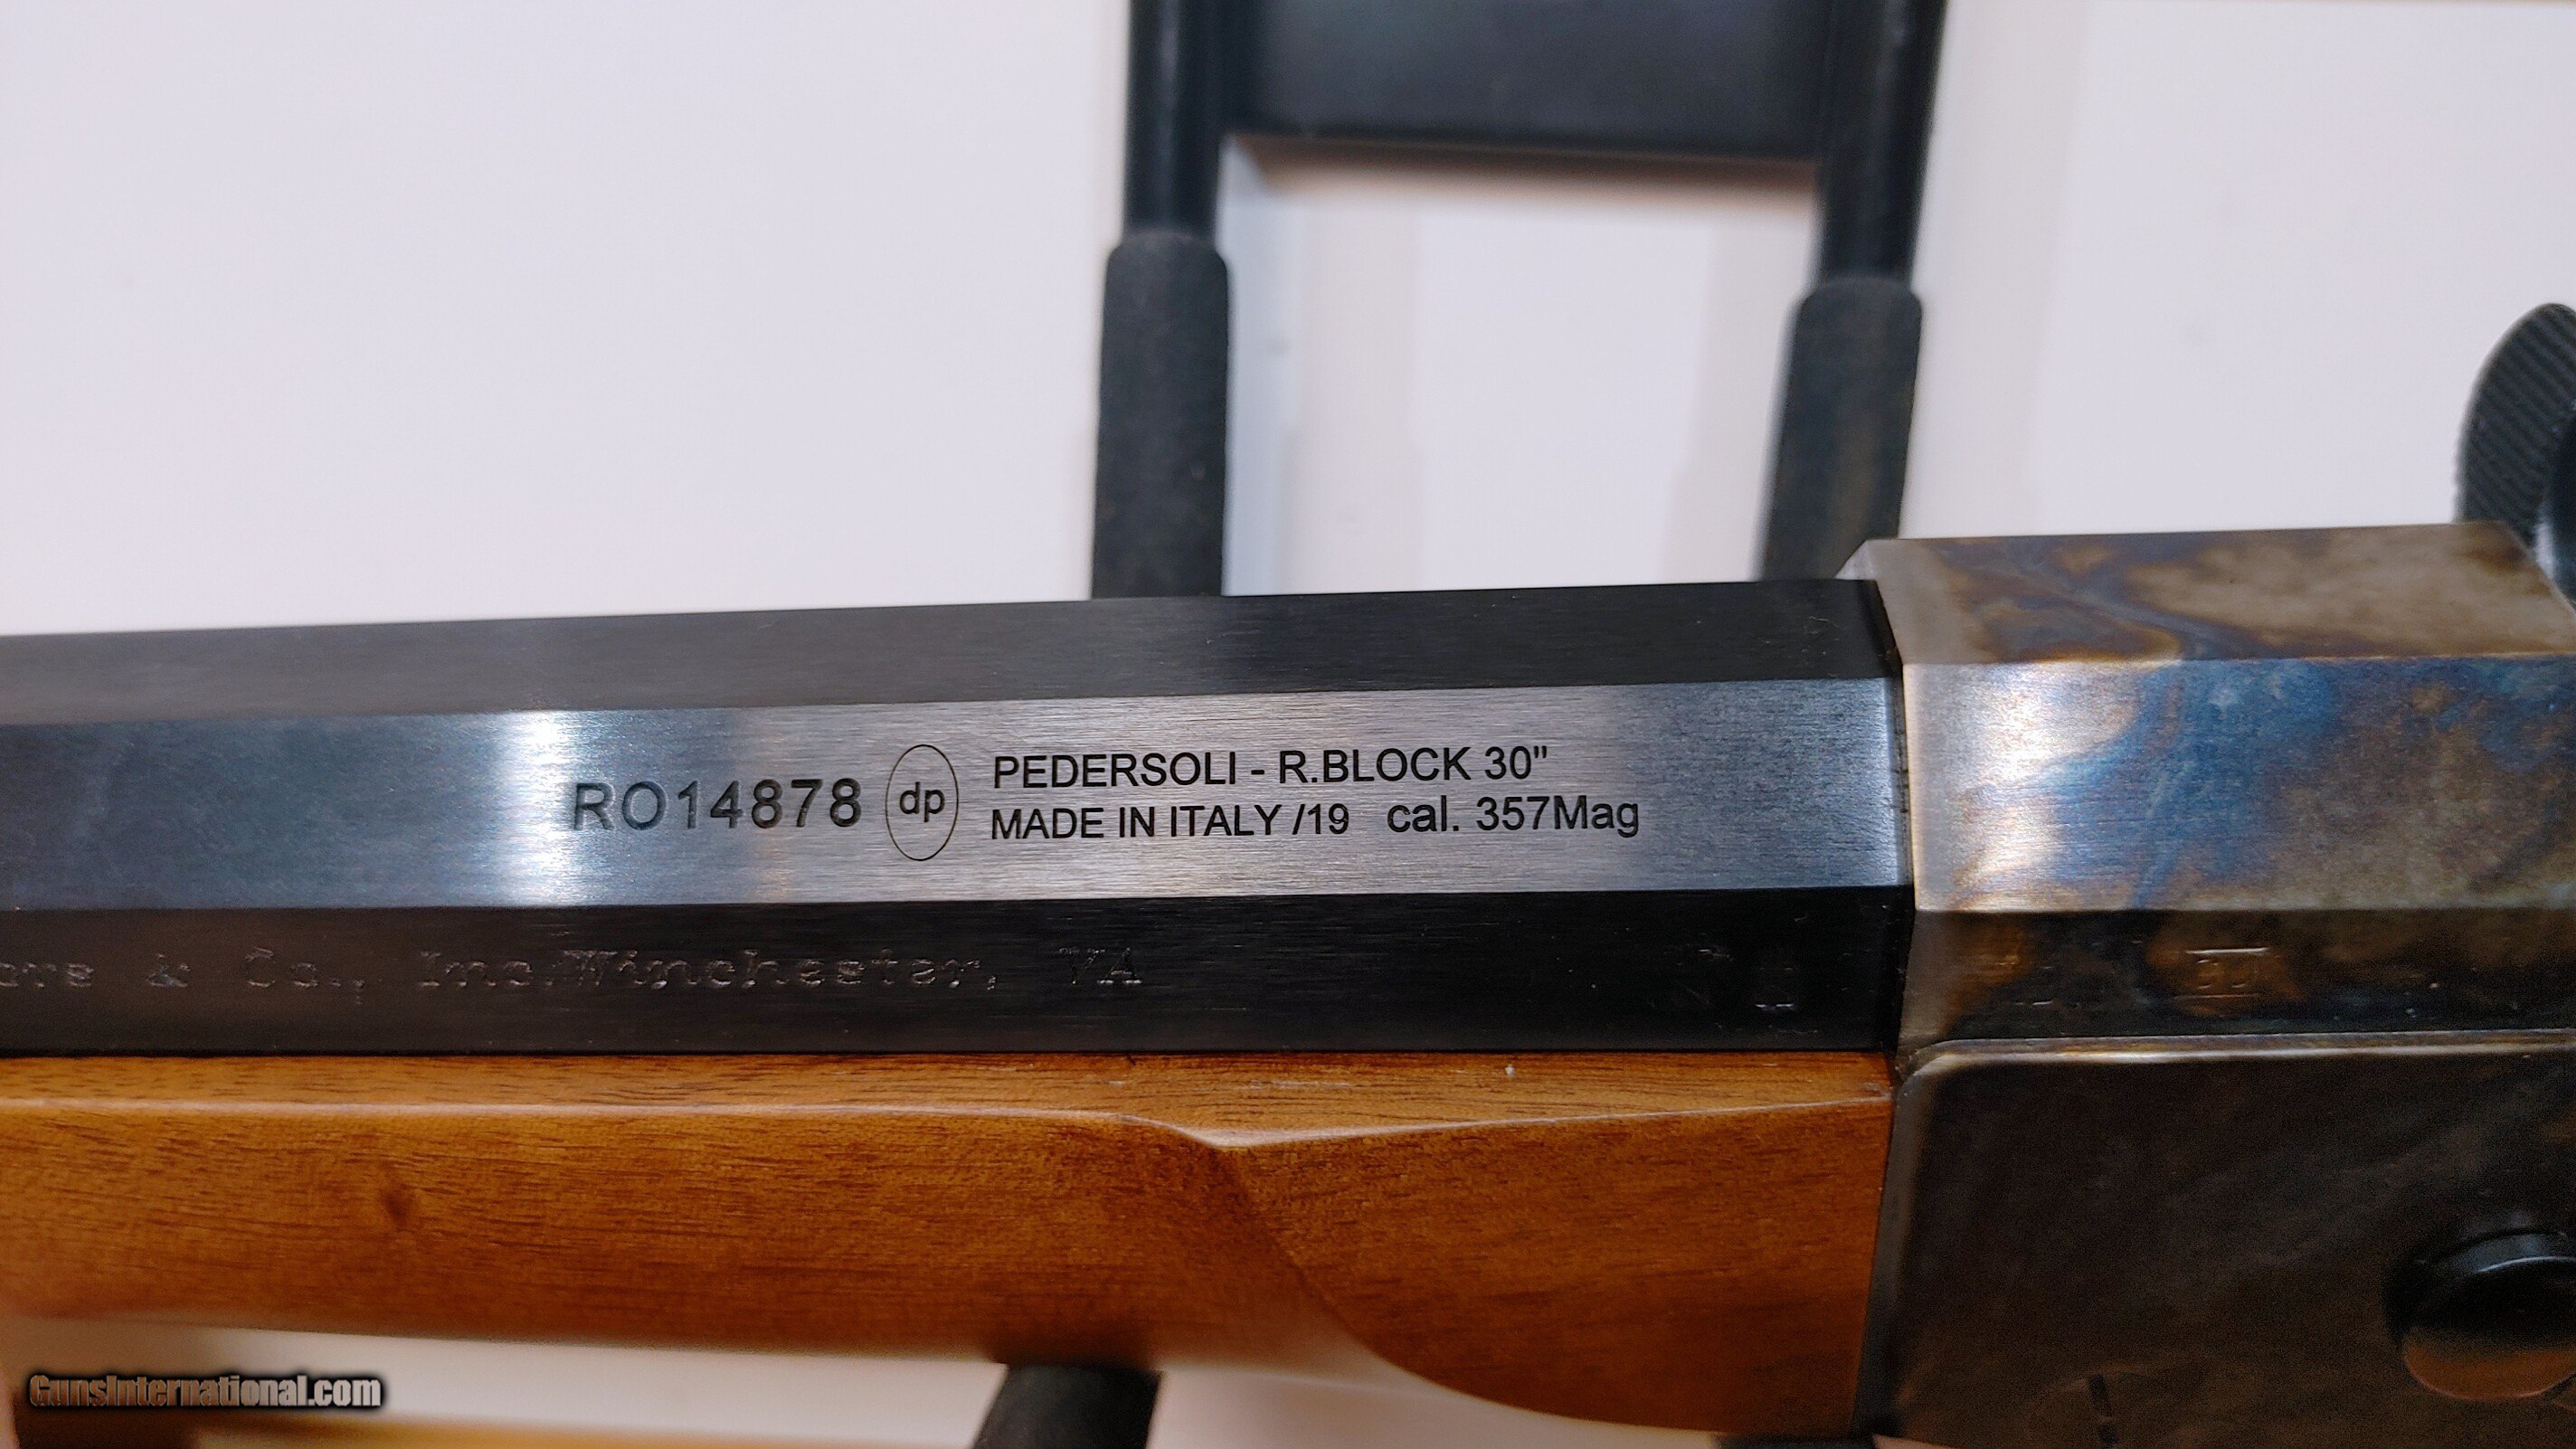 RO14878 dp PEDERSOLI - R.BLOCK 30"
MADE IN ITALY /19 cal. 357Mag
& Co., Inc. Winchester, VA
GunsInternational.com